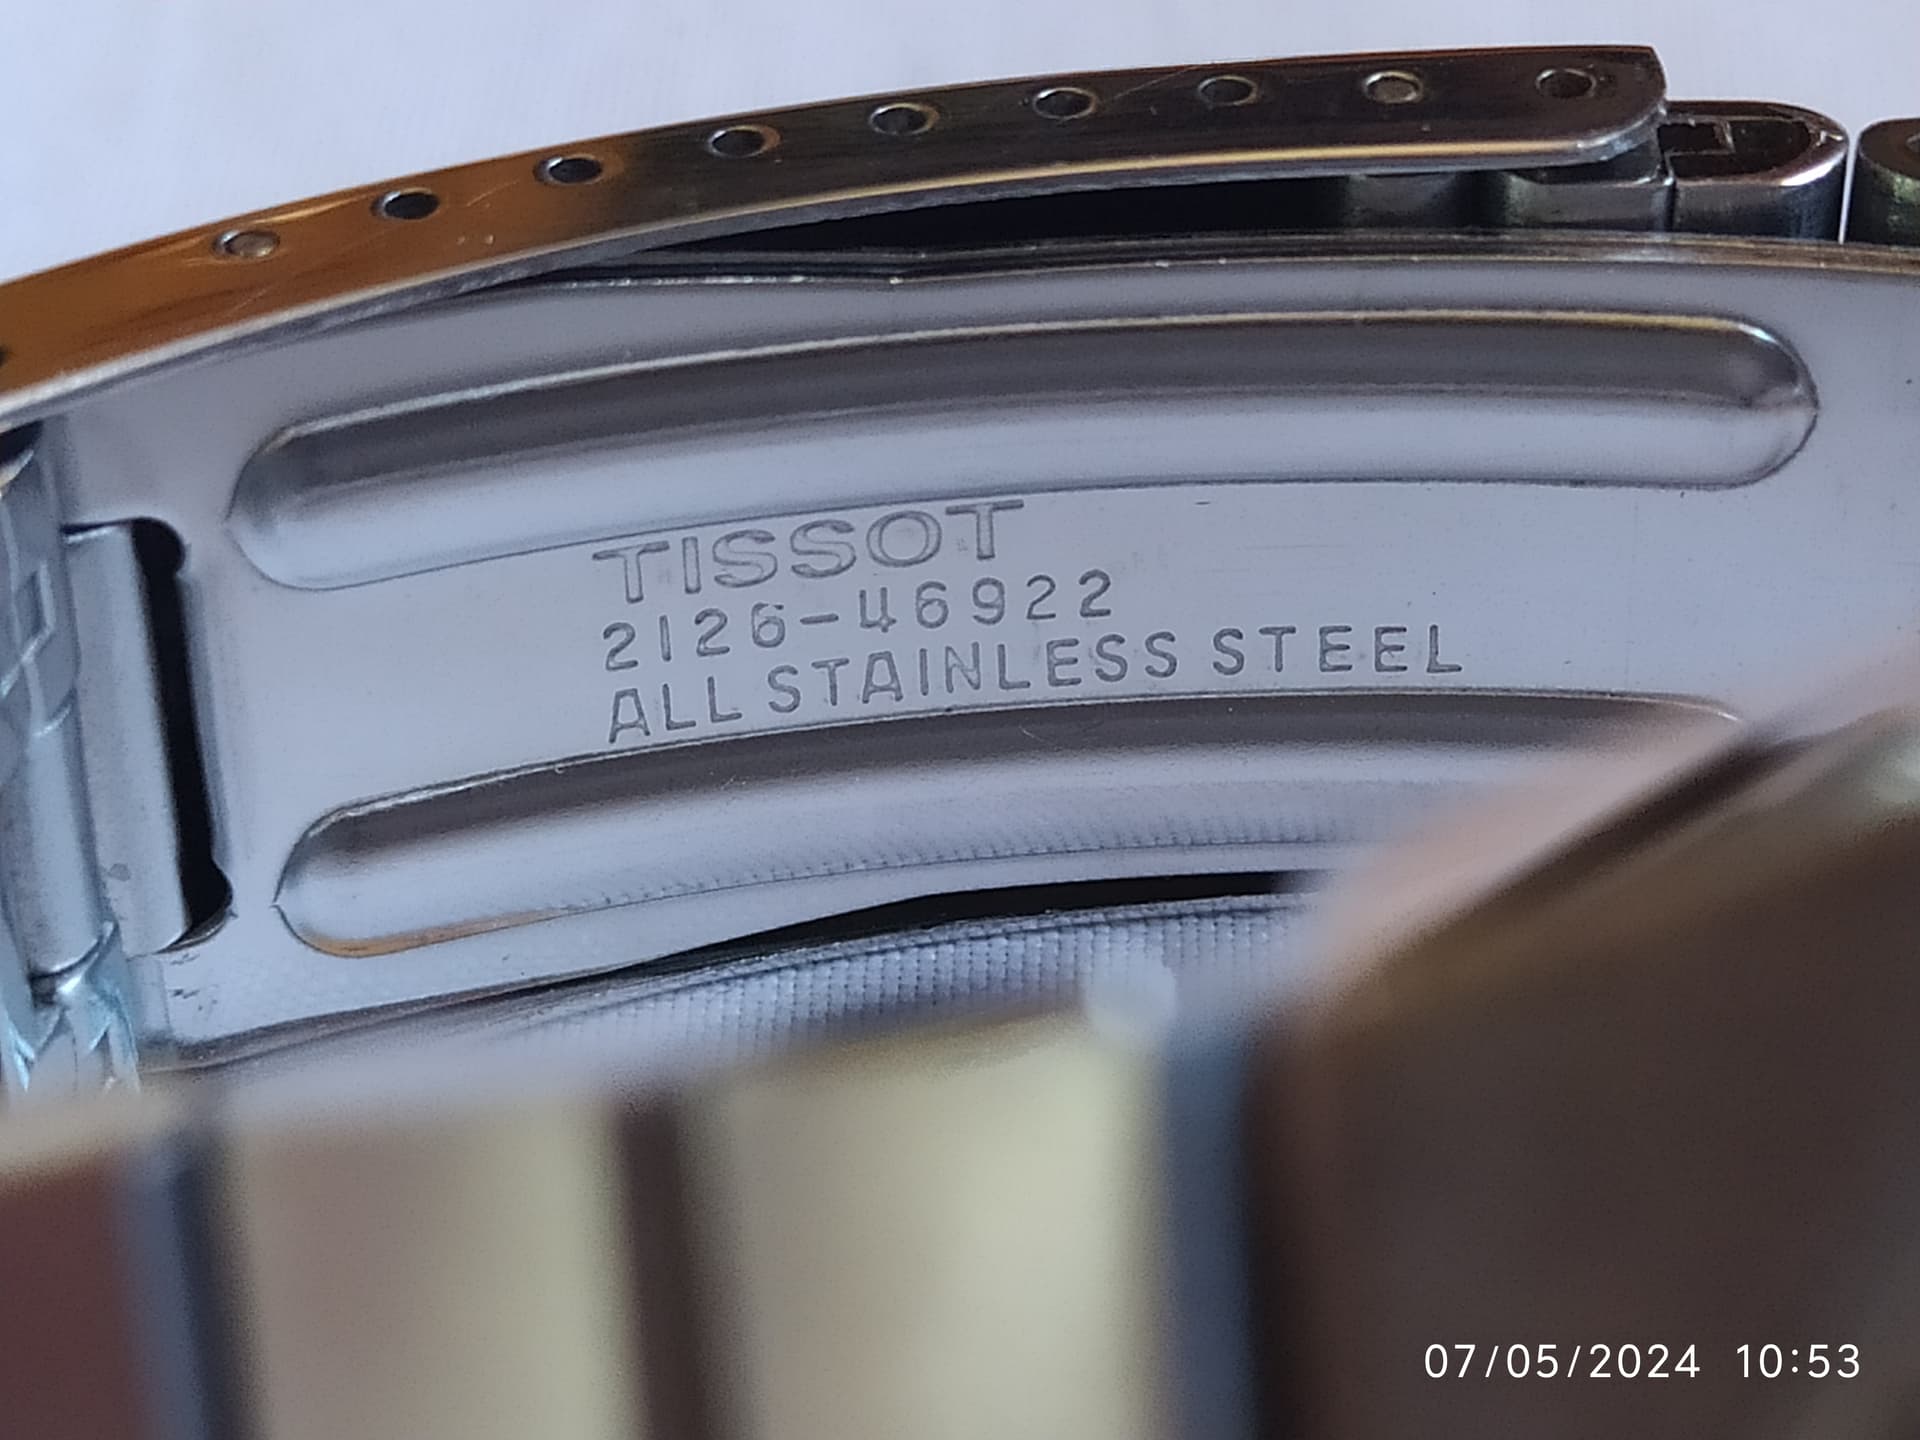 TISSOT
2126-46922
ALL STAINLESS STEEL
07/05/2024 10:53